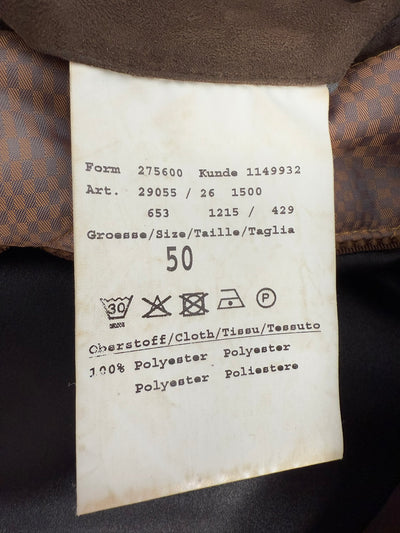 Form 275600 Kunde 1149932
Art. 29055 / 26 1500
653 1215 / 429
Groesse/Size/Taille/Taglia
50
30
P
Oberstoff/Cloth/Tissu/Tessuto
100% Polyester Polyester
Polyester Poliestere